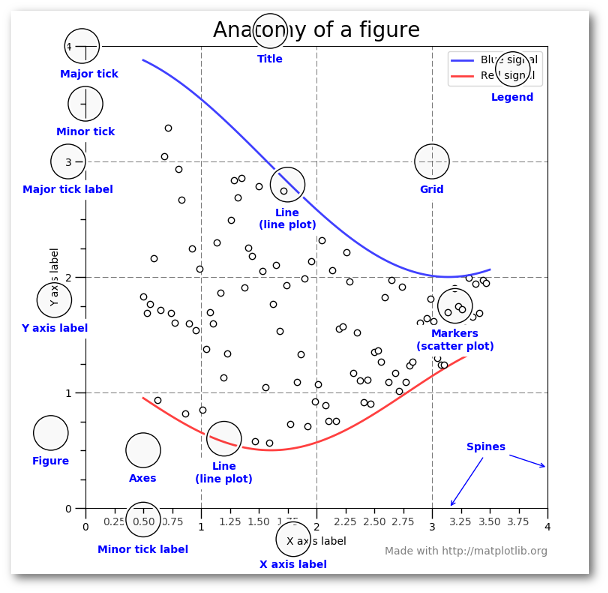 Anatomy of a figure
4
Major tick
Title
Blue signal
Red signal
Legend
Minor tick
3
Major tick label
Grid
Line
(line plot)
2
Y axis label
Y axis label
Markers
(scatter plot)
1
Figure
Axes
Line
(line plot)
Spines
0
0 0.25 0.50 0.75 1 1.25 1.50 1.75 2 2.25 2.50 2.75 3 3.25 3.50 3.75 4
Minor tick label
X axis label
X axis label
Made with http://matplotlib.org